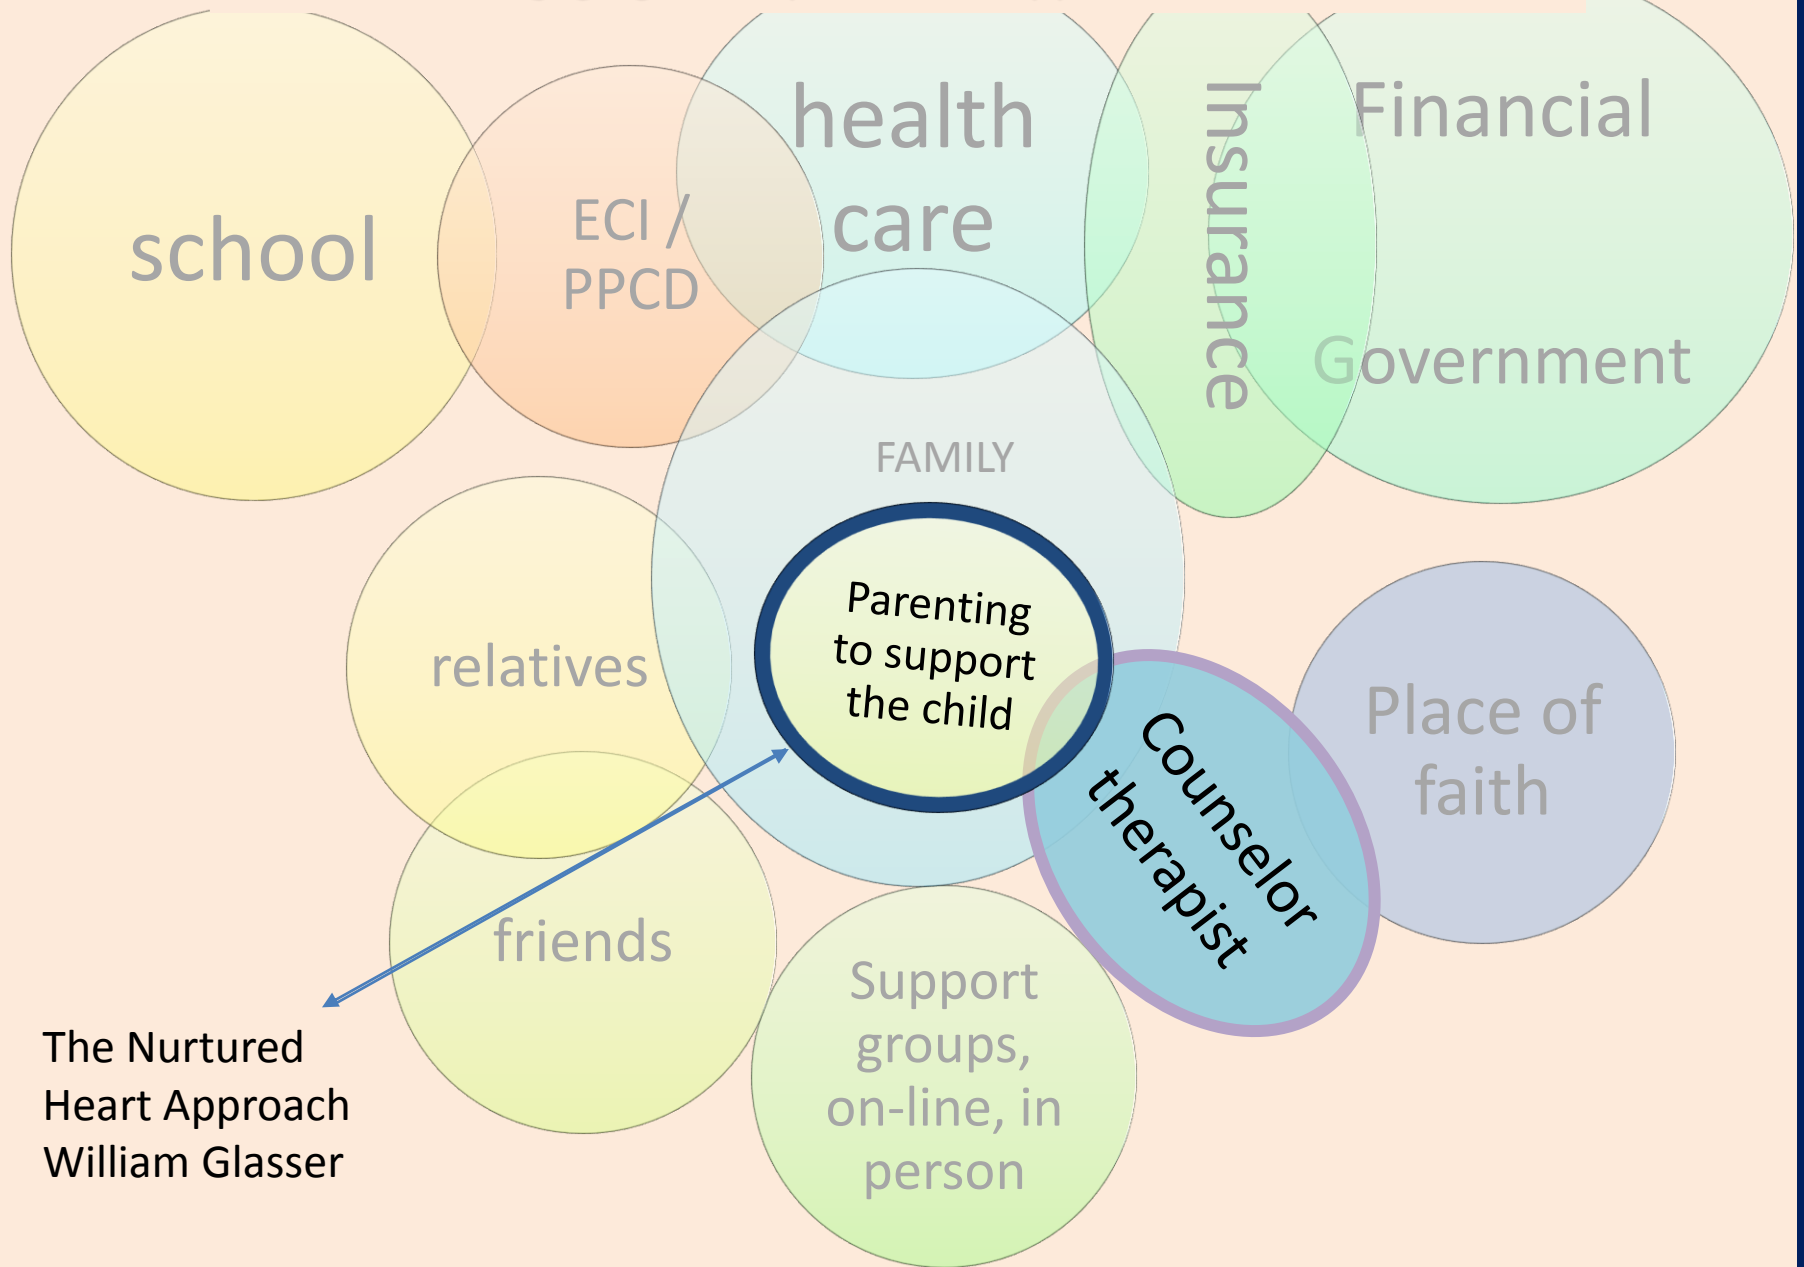 school
ECI /
PPCD
health
care
Insurance
Financial
Government
FAMILY
Parenting
to support
the child
relatives
Counselor
therapist
Place of
faith
friends
Support
groups,
on-line, in
person
The Nurtured
Heart Approach
William Glasser